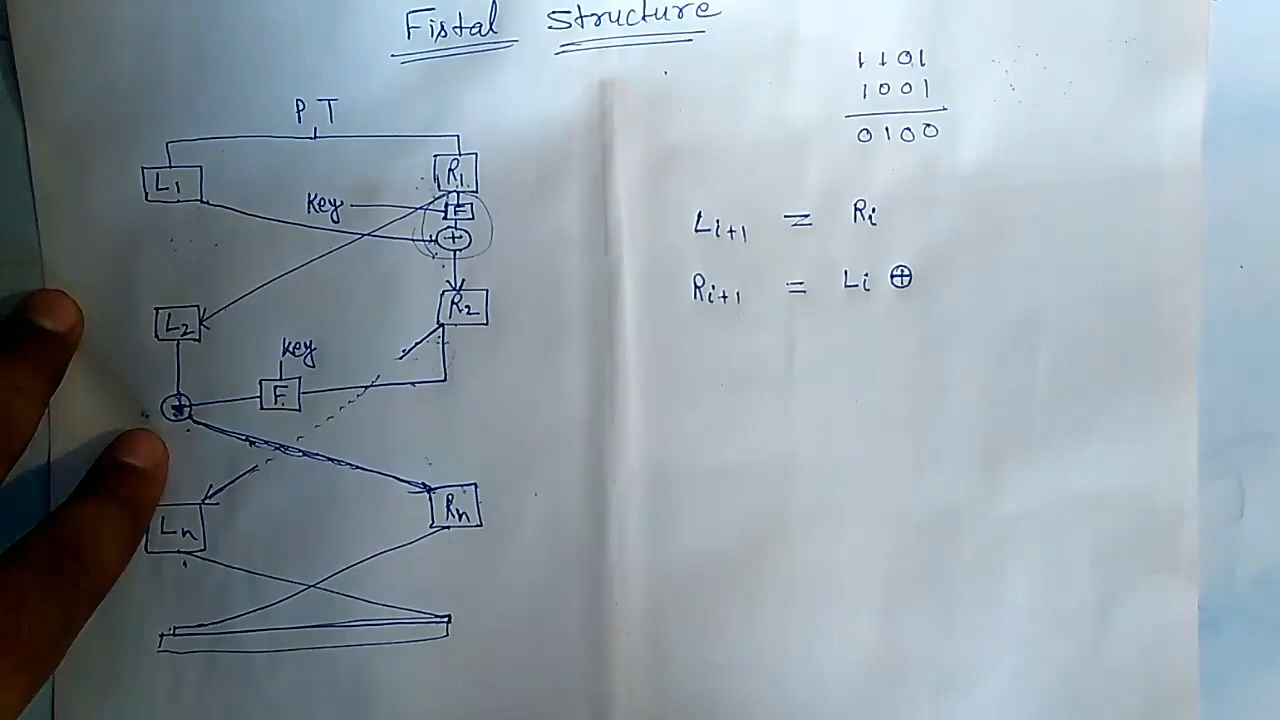 Fistal Structure
P T
L1
R1
Key
F
+
L2
R2
Key
F
+
Ln
Rn
1101
1001
0100
Li+1 = Ri
Ri+1 = Li ⊕